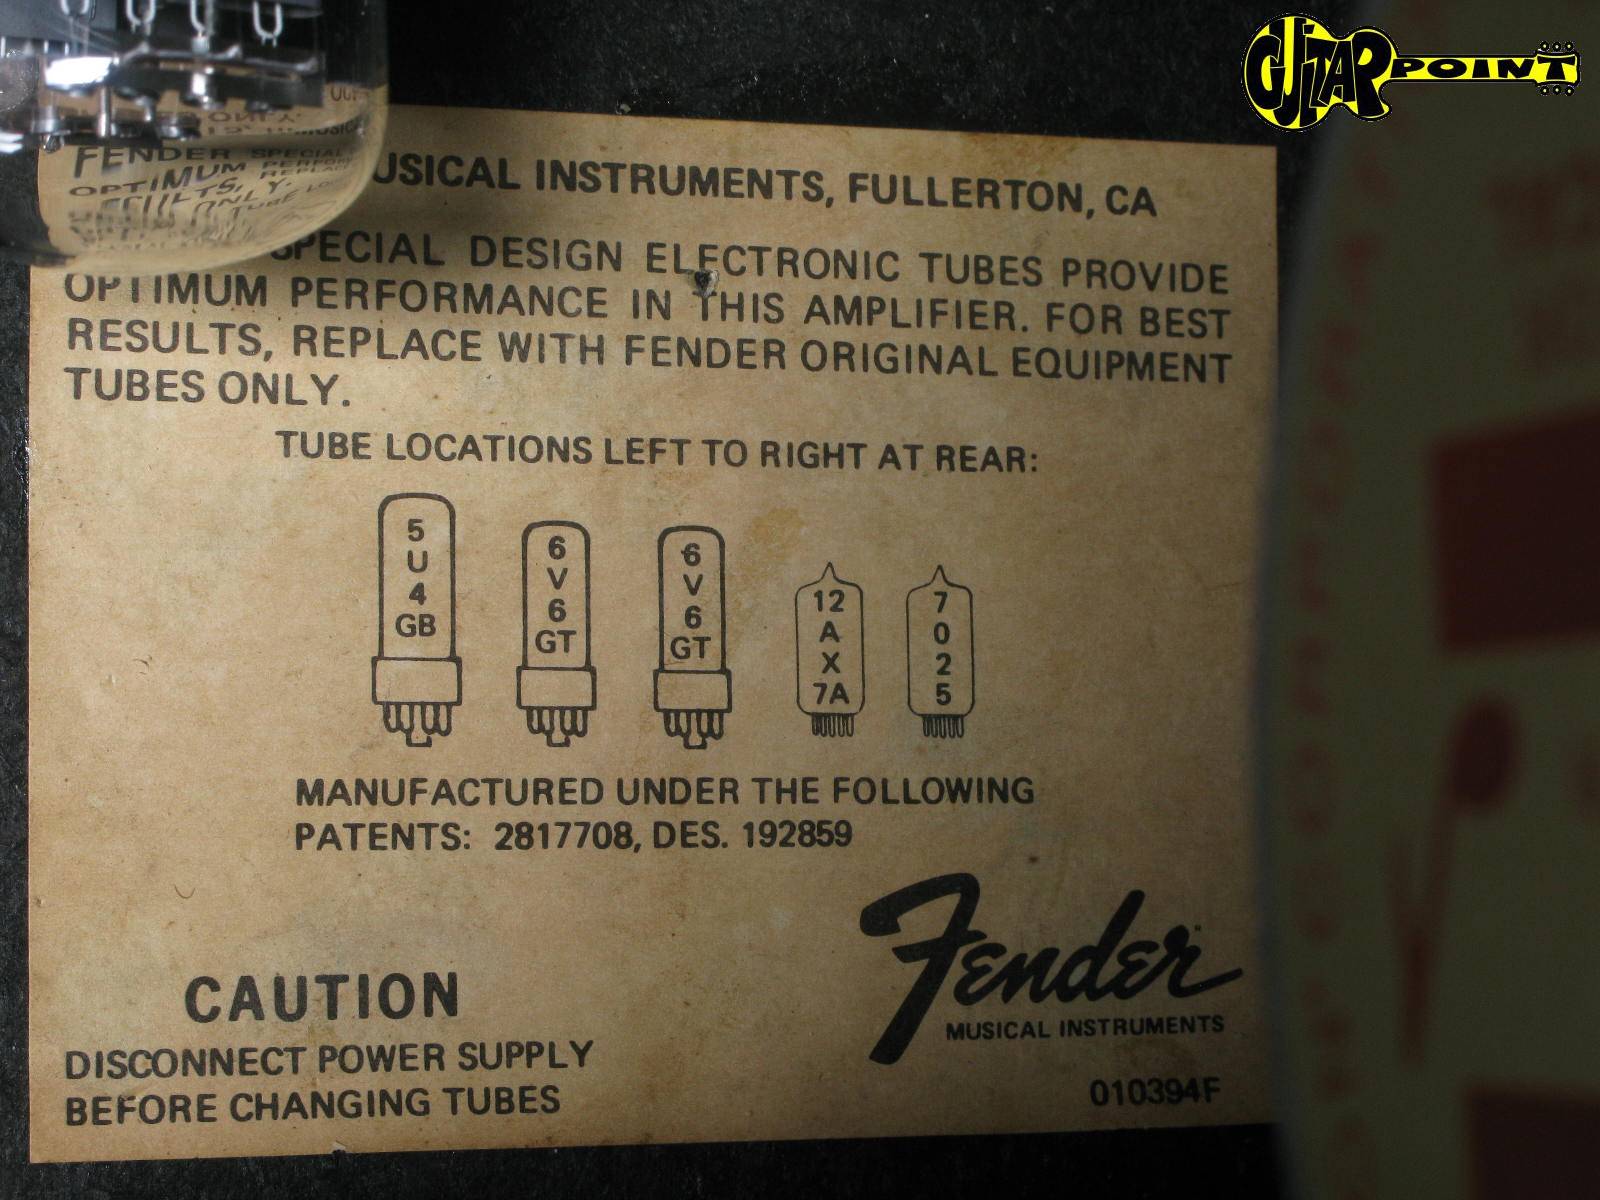 GUITAR POINT
USICAL INSTRUMENTS, FULLERTON, CA
SPECIAL DESIGN ELECTRONIC TUBES PROVIDE
OPTIMUM PERFORMANCE IN THIS AMPLIFIER. FOR BEST
RESULTS, REPLACE WITH FENDER ORIGINAL EQUIPMENT
TUBES ONLY.
FENDER SPECIAL
OPTIMUM
TUBE LOCATIONS LEFT TO RIGHT AT REAR:
5
U
4
GB
6
V
6
GT
6
V
6
GT
12
A
X
7A
7
0
2
5
MANUFACTURED UNDER THE FOLLOWING
PATENTS: 2817708, DES. 192859
CAUTION
DISCONNECT POWER SUPPLY
BEFORE CHANGING TUBES
Fender
MUSICAL INSTRUMENTS
010394F